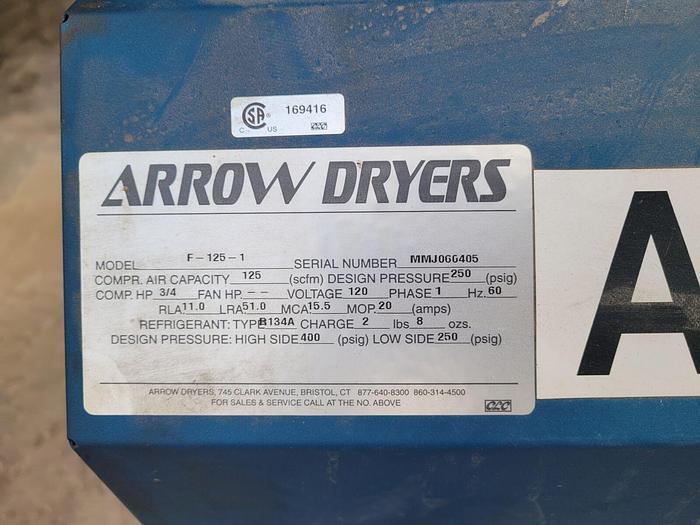 CSA ® 169416
C US
ARROW DRYERS
MODEL F-125-1 SERIAL NUMBER MMJ060405
COMPR. AIR CAPACITY 125 (scfm) DESIGN PRESSURE 250 (psig)
COMP. HP. 3/4 FAN HP. -- VOLTAGE 120 PHASE 1 Hz. 60
RLA 11.0 LRA 51.0 MCA 15.5 MOP. 20 (amps)
REFRIGERANT: TYPE R134A CHARGE 2 lbs 8 ozs.
DESIGN PRESSURE: HIGH SIDE 400 (psig) LOW SIDE 250 (psig)
ARROW DRYERS, 745 CLARK AVENUE, BRISTOL, CT 877-640-8300 860-314-4500
FOR SALES & SERVICE CALL AT THE NO. ABOVE
CLC
A